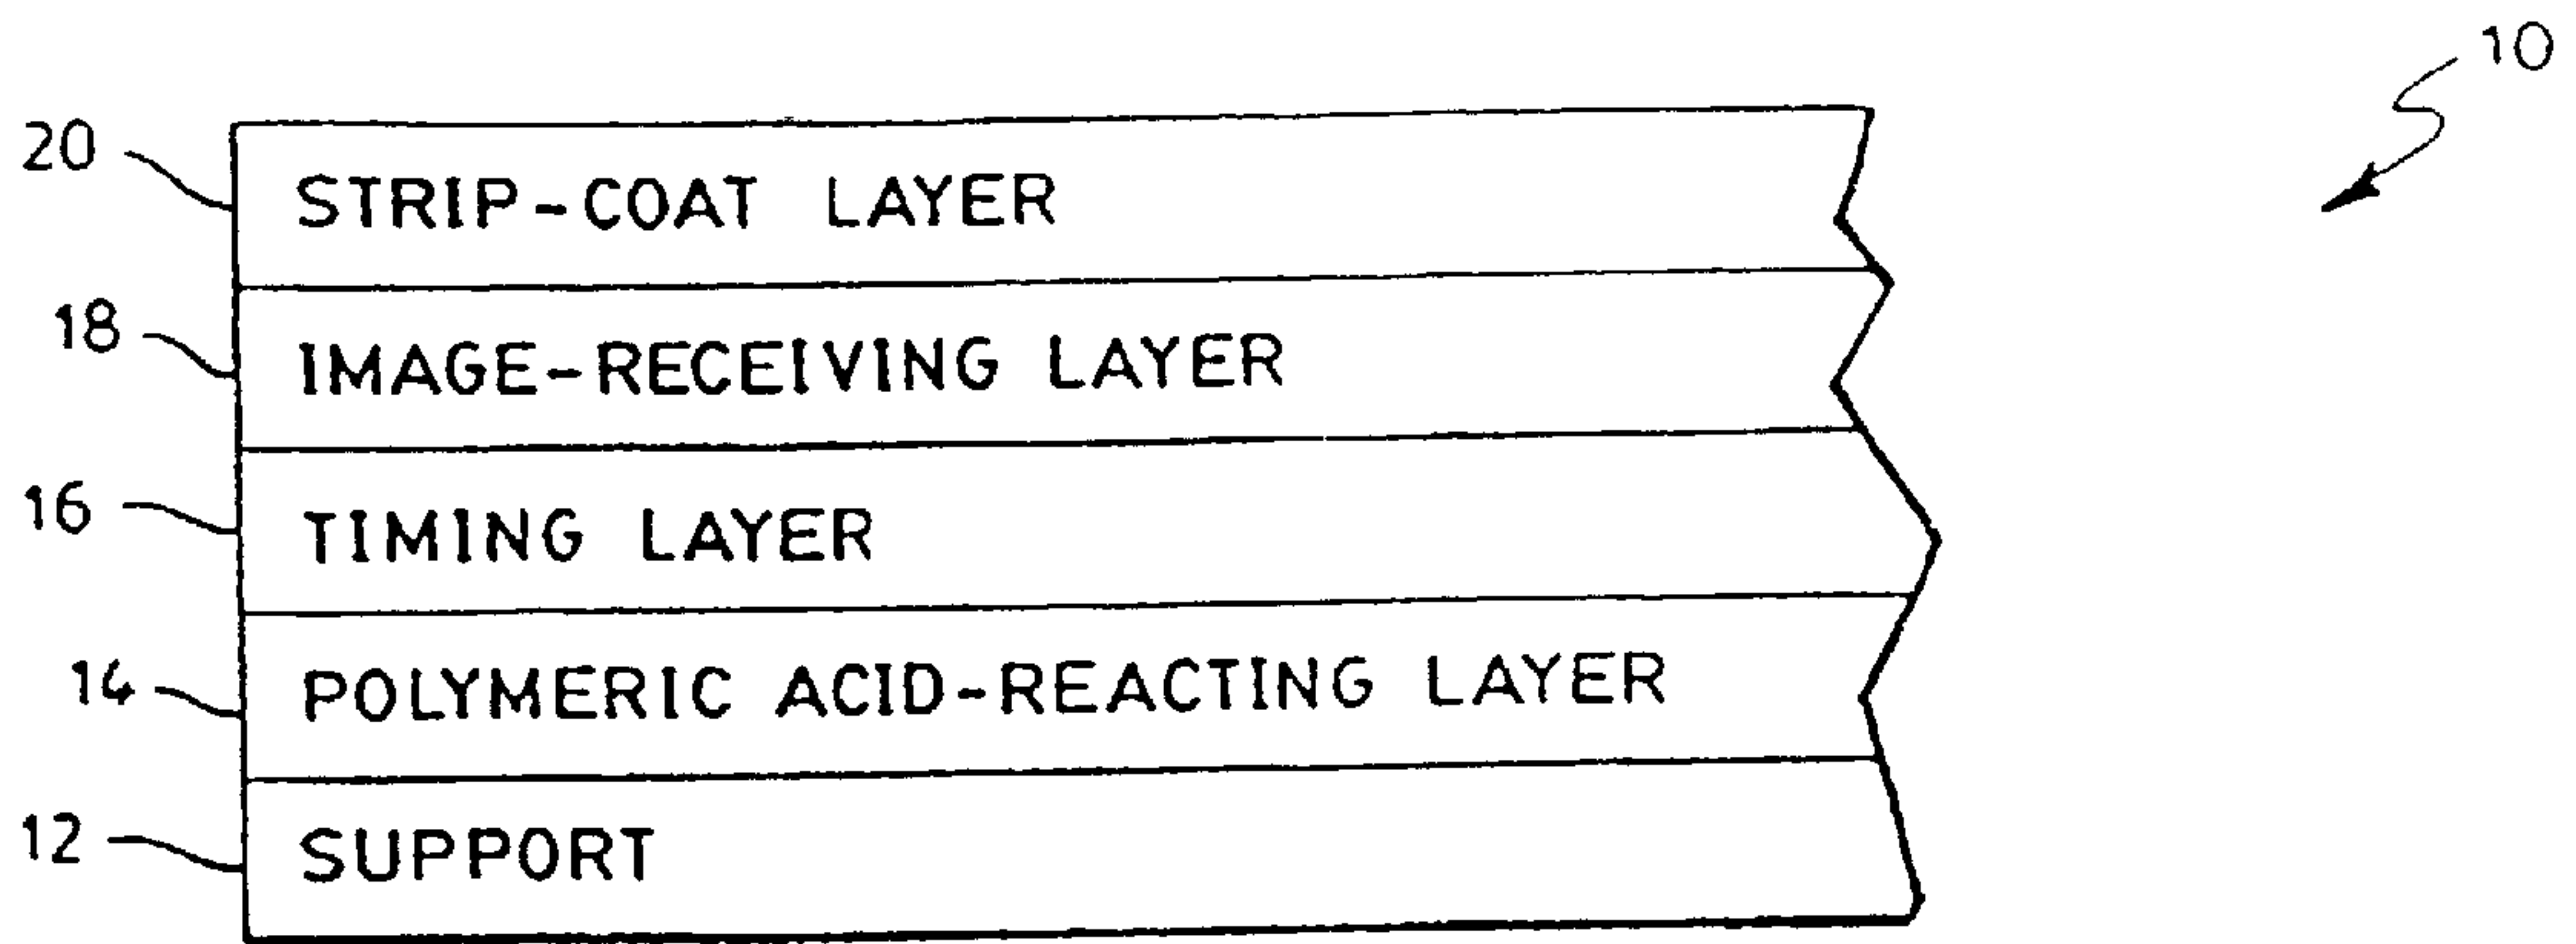 10
20 STRIP-COAT LAYER
18 IMAGE-RECEIVING LAYER
16 TIMING LAYER
14 POLYMERIC ACID-REACTING LAYER
12 SUPPORT